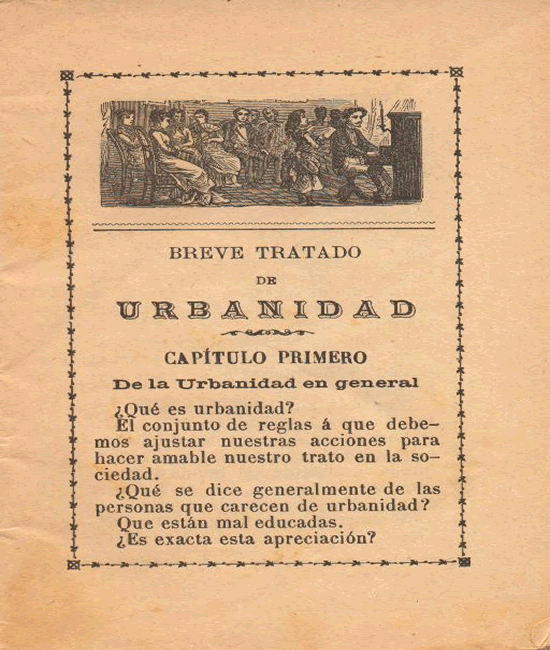 BREVE TRATADO
DE
URBANIDAD
CAPÍTULO PRIMERO
De la Urbanidad en general
¿Qué es urbanidad?
El conjunto de reglas á que debe-
mos ajustar nuestras acciones para
hacer amable nuestro trato en la so-
ciedad.
¿Qué se dice generalmente de las
personas que carecen de urbanidad?
Que están mal educadas.
¿Es exacta esta apreciación?